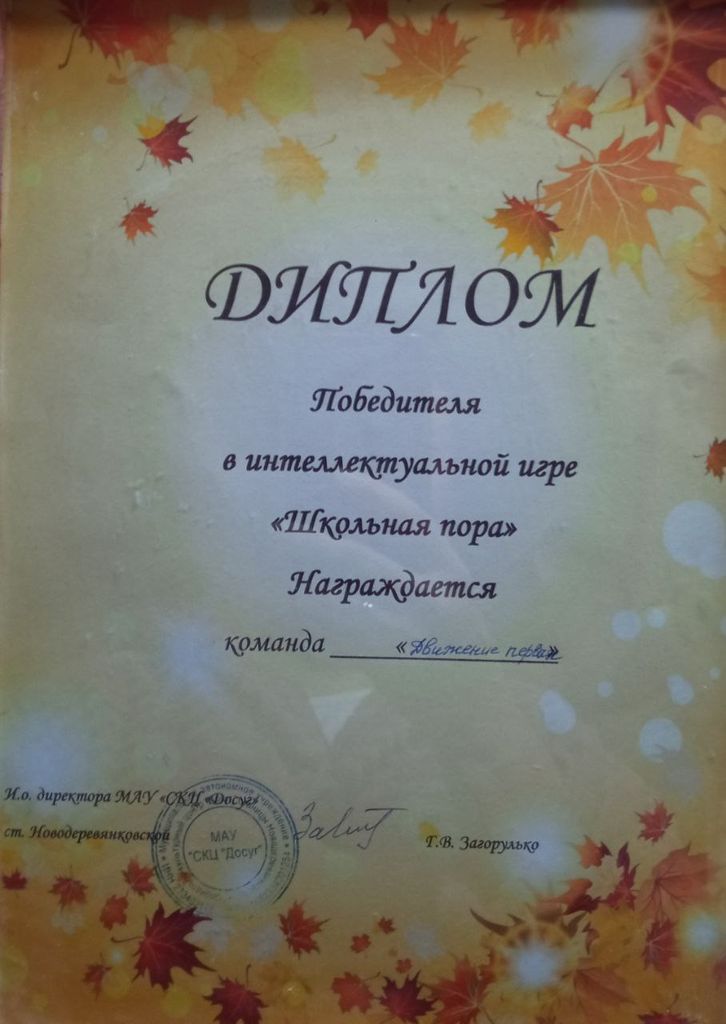 ДИПЛОМ
Победителя
в интеллектуальной игре
«Школьная пора»
Награждается
команда «Движение первых»
И.о. директора МАУ «СКЦ «Досуг»
ст. Новодеревянковской
Т.В. Загорулько
МАУ
"СКЦ "Досуг"